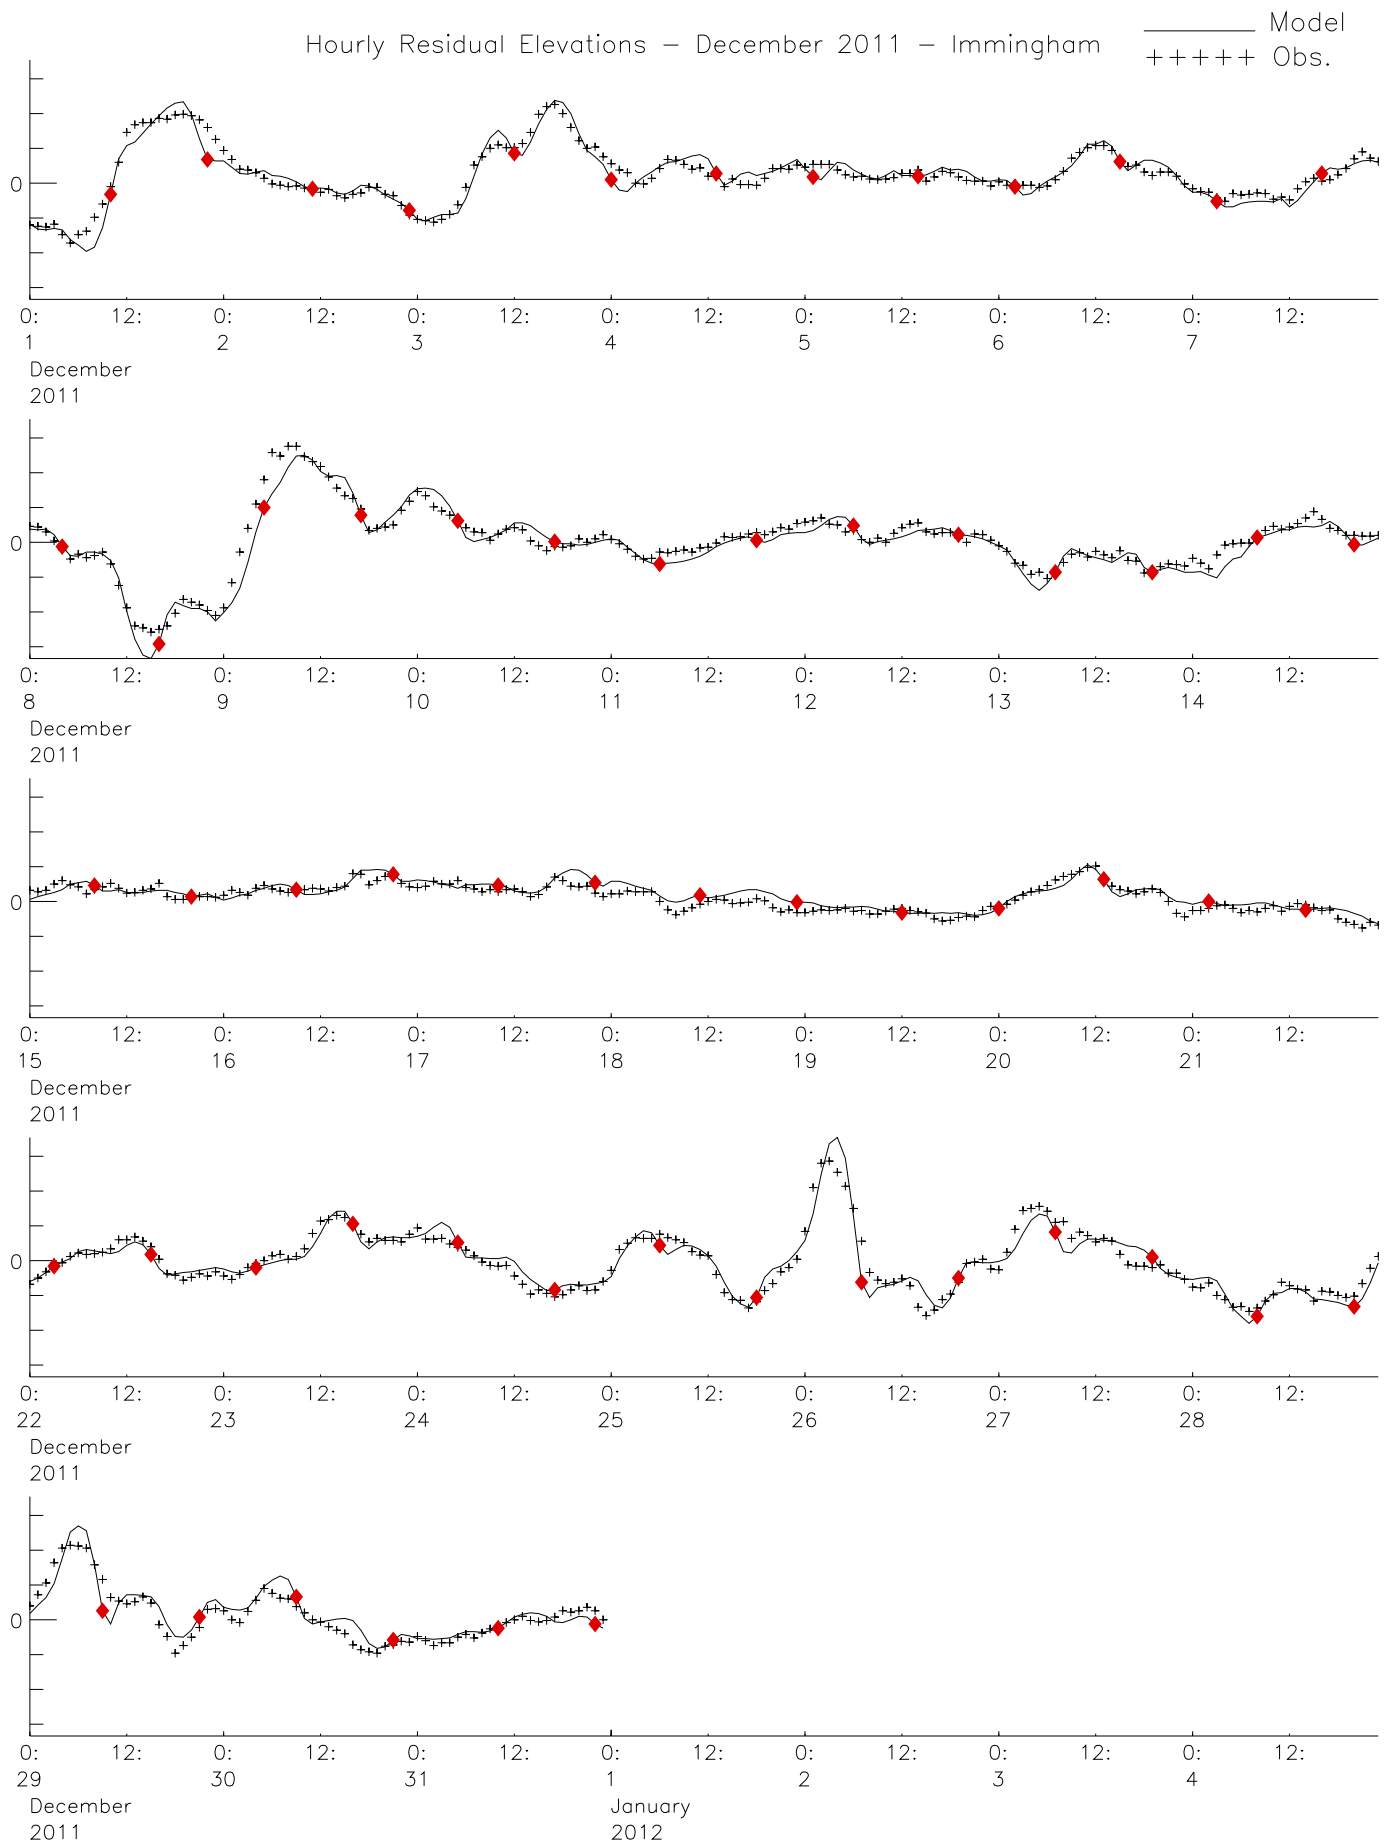 Hourly Residual Elevations – December 2011 – Immingham
Model
+++++ Obs.
0
0: 12: 0: 12: 0: 12: 0: 12: 0: 12: 0: 12: 0: 12:
1 2 3 4 5 6 7
December
2011
0
0: 12: 0: 12: 0: 12: 0: 12: 0: 12: 0: 12: 0: 12:
8 9 10 11 12 13 14
December
2011
0
0: 12: 0: 12: 0: 12: 0: 12: 0: 12: 0: 12: 0: 12:
15 16 17 18 19 20 21
December
2011
0
0: 12: 0: 12: 0: 12: 0: 12: 0: 12: 0: 12: 0: 12:
22 23 24 25 26 27 28
December
2011
0
0: 12: 0: 12: 0: 12: 0: 12: 0: 12: 0: 12: 0: 12:
29 30 31 1 2 3 4
December January
2011 2012